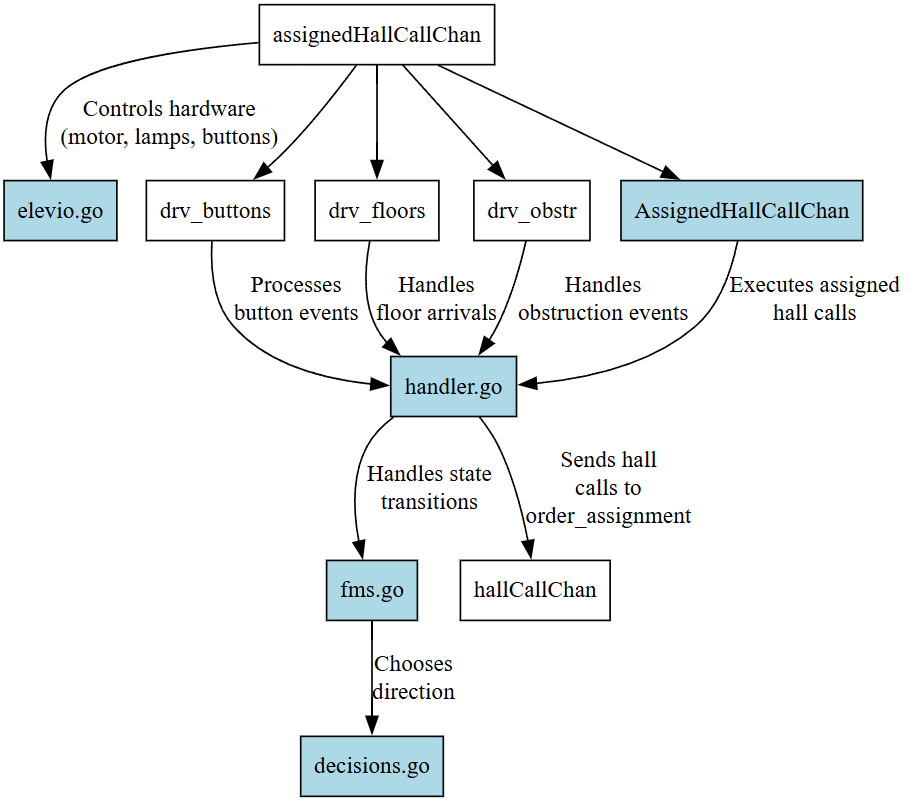 assignedHallCallChan
Controls hardware
(motor, lamps, buttons)
elevio.go
drv_buttons
drv_floors
drv_obstr
AssignedHallCallChan
Processes
button events
Handles
floor arrivals
Handles
obstruction events
Executes assigned
hall calls
handler.go
Handles state
transitions
Sends hall
calls to
order_assignment
fms.go
hallCallChan
Chooses
direction
decisions.go